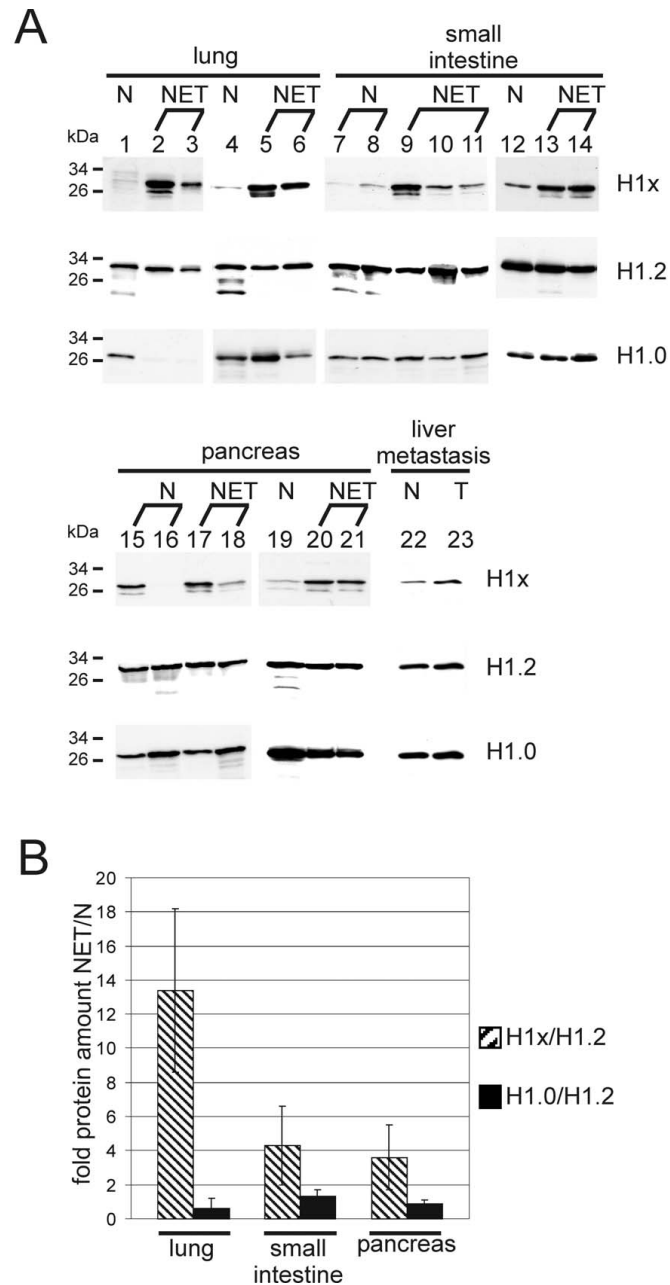 A
lung
small
intestine
N NET N NET N NET N NET
kDa 1 2 3 4 5 6 7 8 9 10 11 12 13 14
34
26
H1x
34
26
H1.2
34
26
H1.0
pancreas
liver
metastasis
N NET N NET N T
kDa 15 16 17 18 19 20 21 22 23
34
26
H1x
34
26
H1.2
34
26
H1.0
B
fold protein amount NET/N
20
18
16
14
12
10
8
6
4
2
0
H1x/H1.2
H1.0/H1.2
lung
small
intestine
pancreas